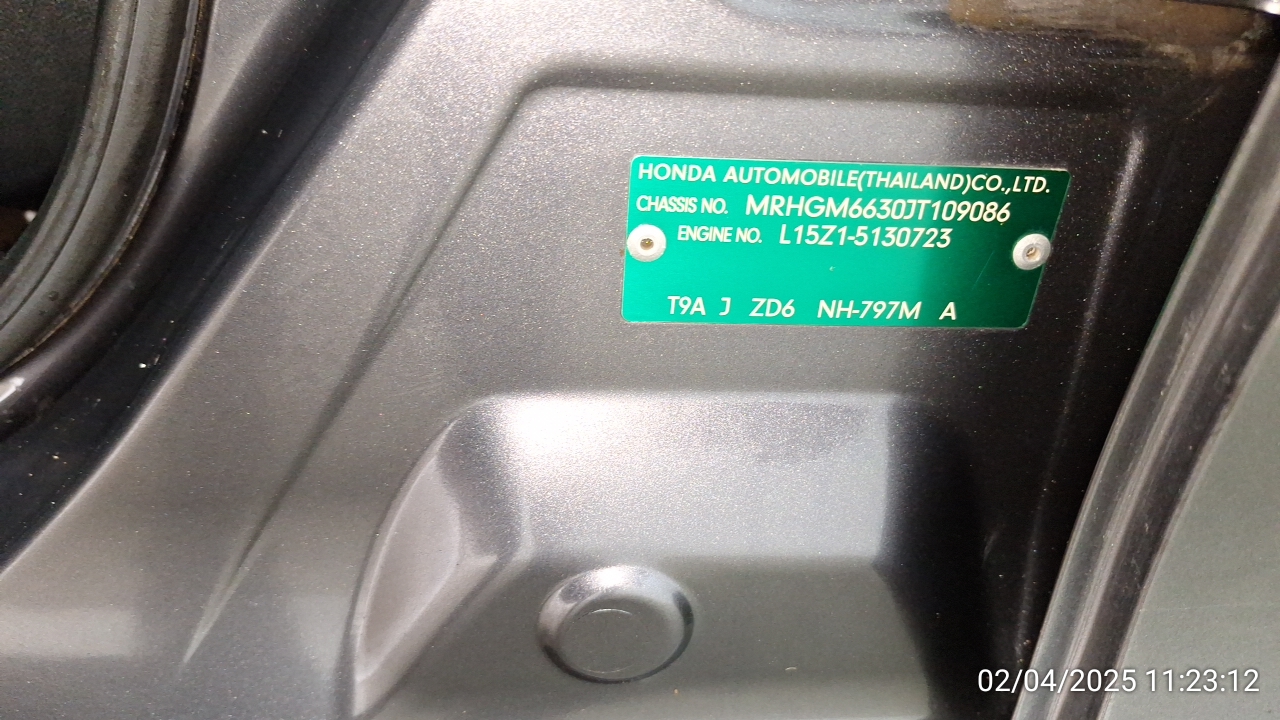 HONDA AUTOMOBILE(THAILAND)CO.,LTD.
CHASSIS NO. MRHGM6630JT109086
ENGINE NO. L15Z1-5130723
T9A J ZD6 NH-797M A
02/04/2025 11:23:12